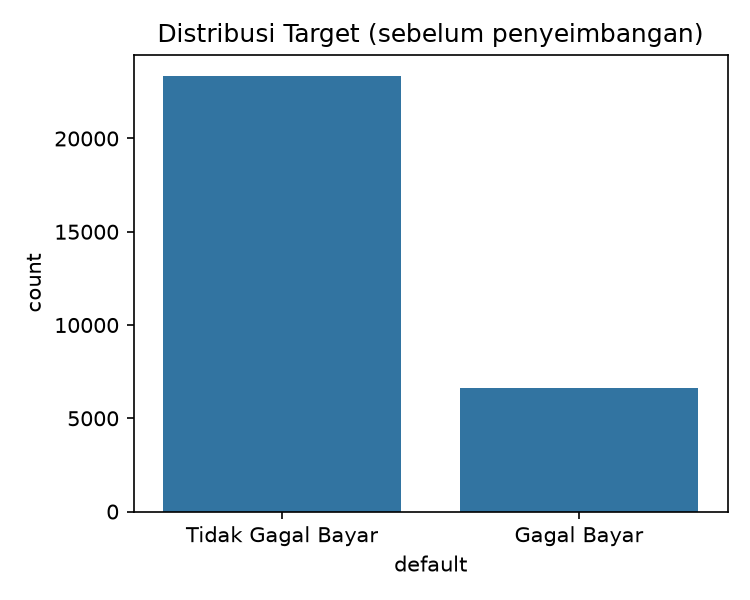 Distribusi Target (sebelum penyeimbangan)
20000
15000
10000
5000
0
count
Tidak Gagal Bayar
Gagal Bayar
default